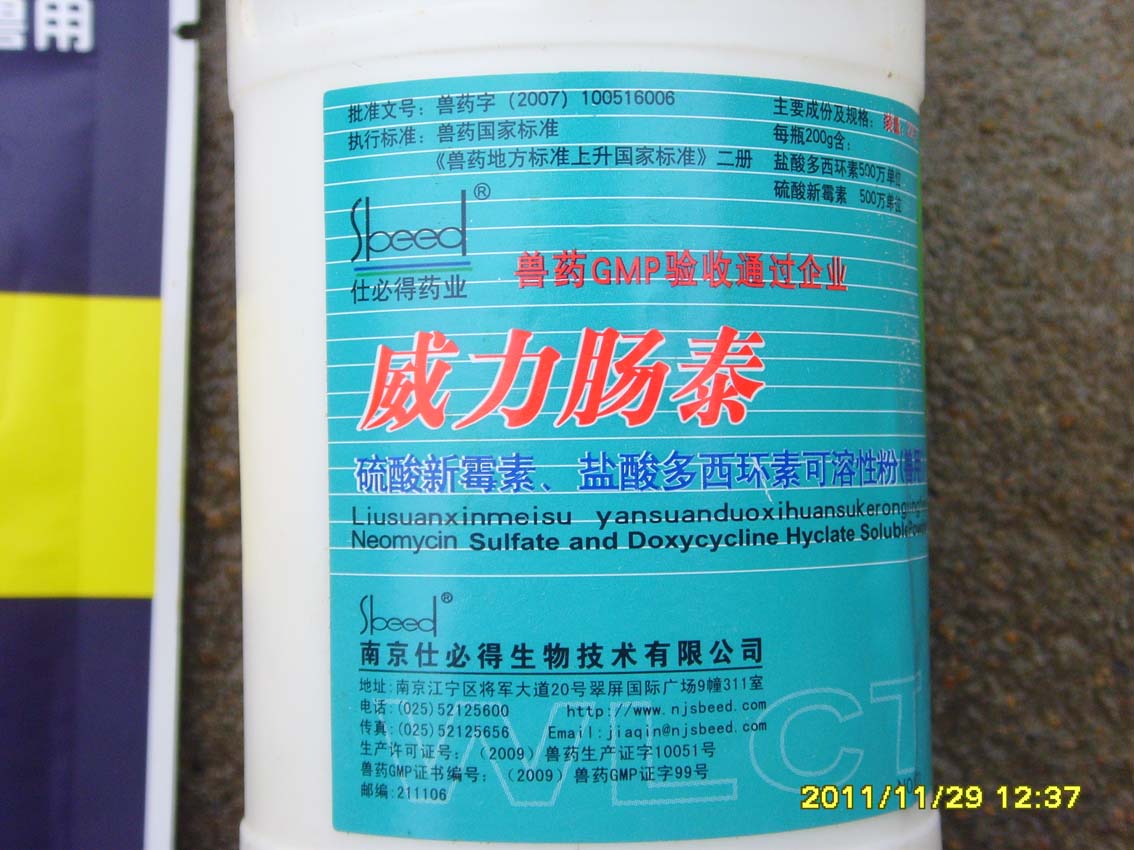 兽用
批准文号：兽药字（2007）100516006
执行标准：兽药国家标准
《兽药地方标准上升国家标准》二册
主要成份及规格：
每瓶200g含：
盐酸多西环素500万单位
硫酸新霉素 500万单位
Sbeed®
仕必得药业
兽药GMP验收通过企业
威力肠泰
硫酸新霉素、盐酸多西环素可溶性粉
Liusuanxinmeisu yansuanduoxihuansukerong
Neomycin Sulfate and Doxycycline Hyclate Soluble
Sbeed®
南京仕必得生物技术有限公司
地址:南京江宁区将军大道20号翠屏国际广场9幢311室
电话:(025)52125600 http://www.njsbeed.com
传真:(025)52125656 Email:jiaqin@njsbeed.com
生产许可证号：（2009）兽药生产证字10051号
兽药GMP证书编号：（2009）兽药GMP证字99号
邮编:211106
WLCT
2011/11/29 12:37